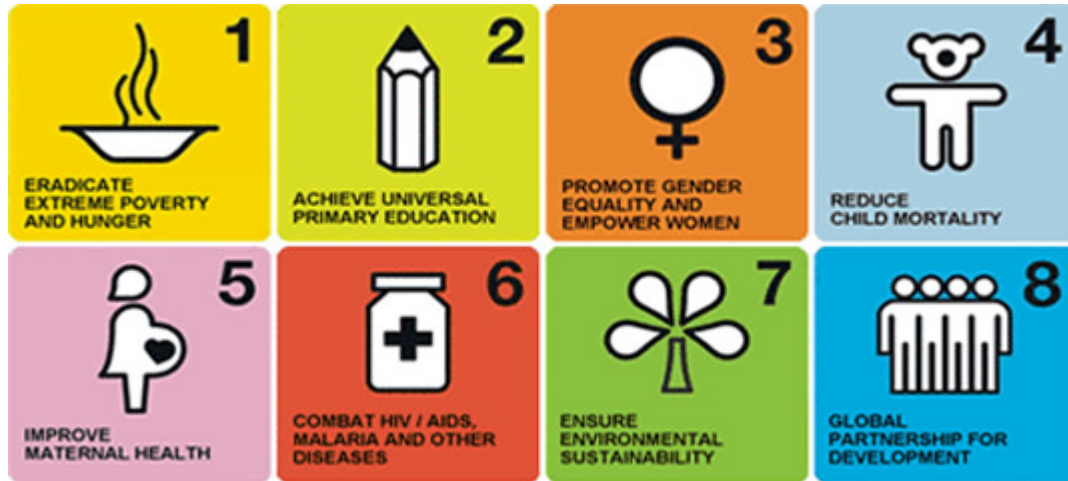 1
ERADICATE
EXTREME POVERTY
AND HUNGER
2
ACHIEVE UNIVERSAL
PRIMARY EDUCATION
3
PROMOTE GENDER
EQUALITY AND
EMPOWER WOMEN
4
REDUCE
CHILD MORTALITY
5
IMPROVE
MATERNAL HEALTH
6
COMBAT HIV / AIDS,
MALARIA AND OTHER
DISEASES
7
ENSURE
ENVIRONMENTAL
SUSTAINABILITY
8
GLOBAL
PARTNERSHIP FOR
DEVELOPMENT